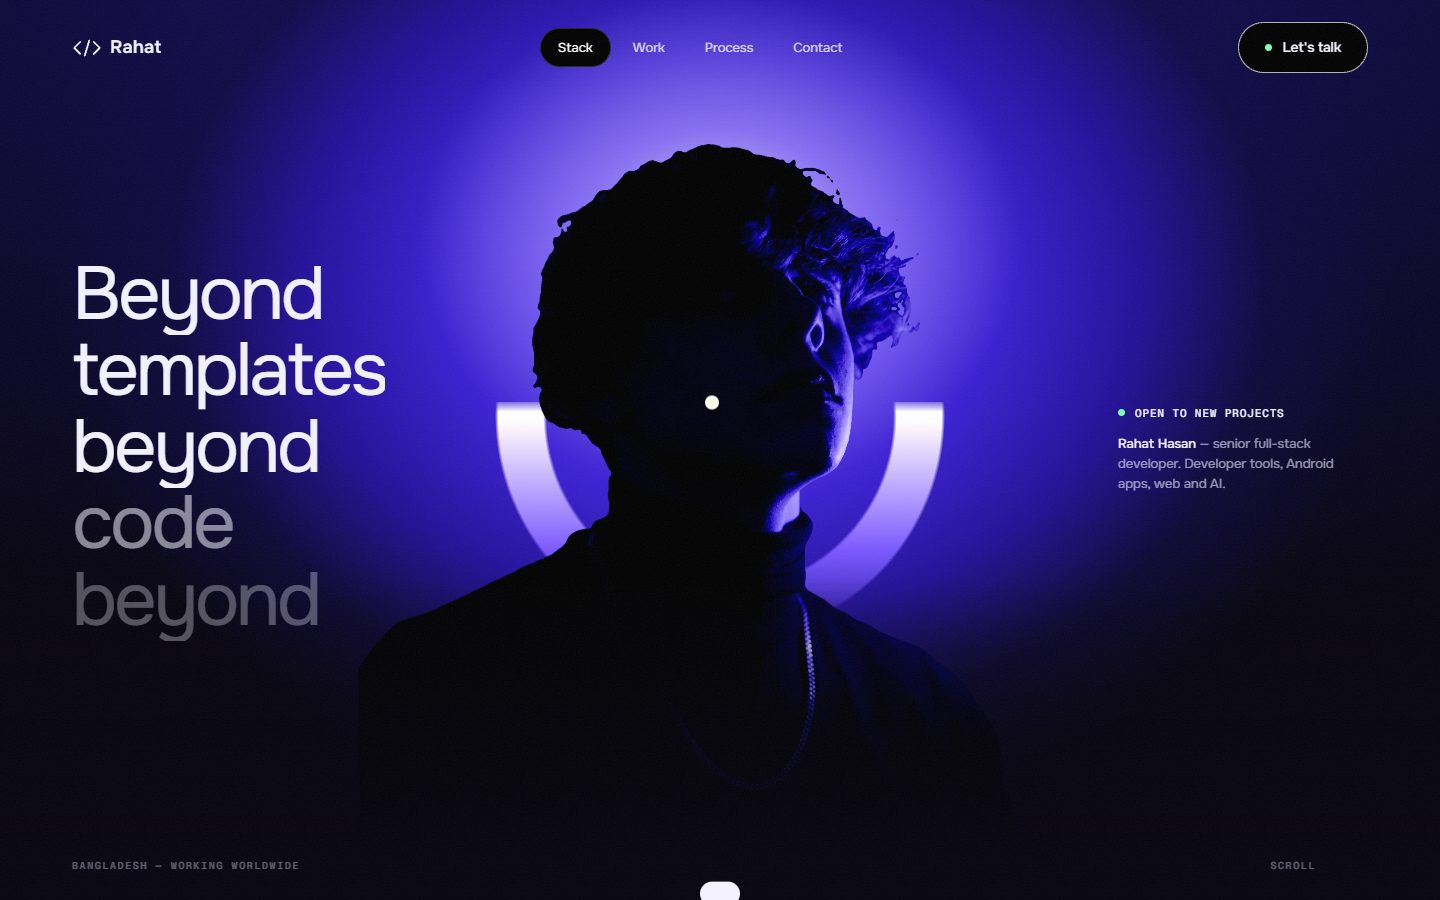 </> Rahat
Stack
Work
Process
Contact
Let's talk
Beyond
templates
beyond
code
beyond
OPEN TO NEW PROJECTS
Rahat Hasan — senior full-stack
developer. Developer tools, Android
apps, web and AI.
BANGLADESH — WORKING WORLDWIDE
SCROLL